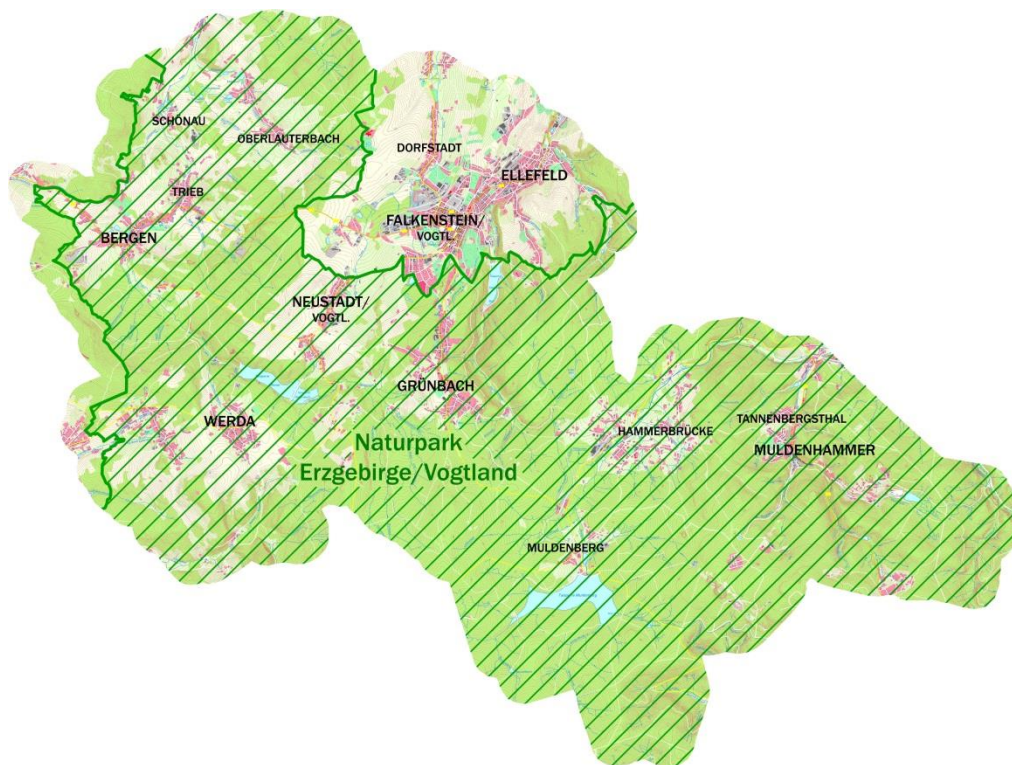 SCHÖNAU
OBERLAUTERBACH
DORFSTADT
ELLEFELD
TRIEB
FALKENSTEIN/
VOGTL.
BERGEN
NEUSTADT/
VOGTL.
GRÜNBACH
WERDA
HAMMERBRÜCKE
TANNENBERGSTHAL
MULDENHAMMER
Naturpark
Erzgebirge/Vogtland
MULDENBERG